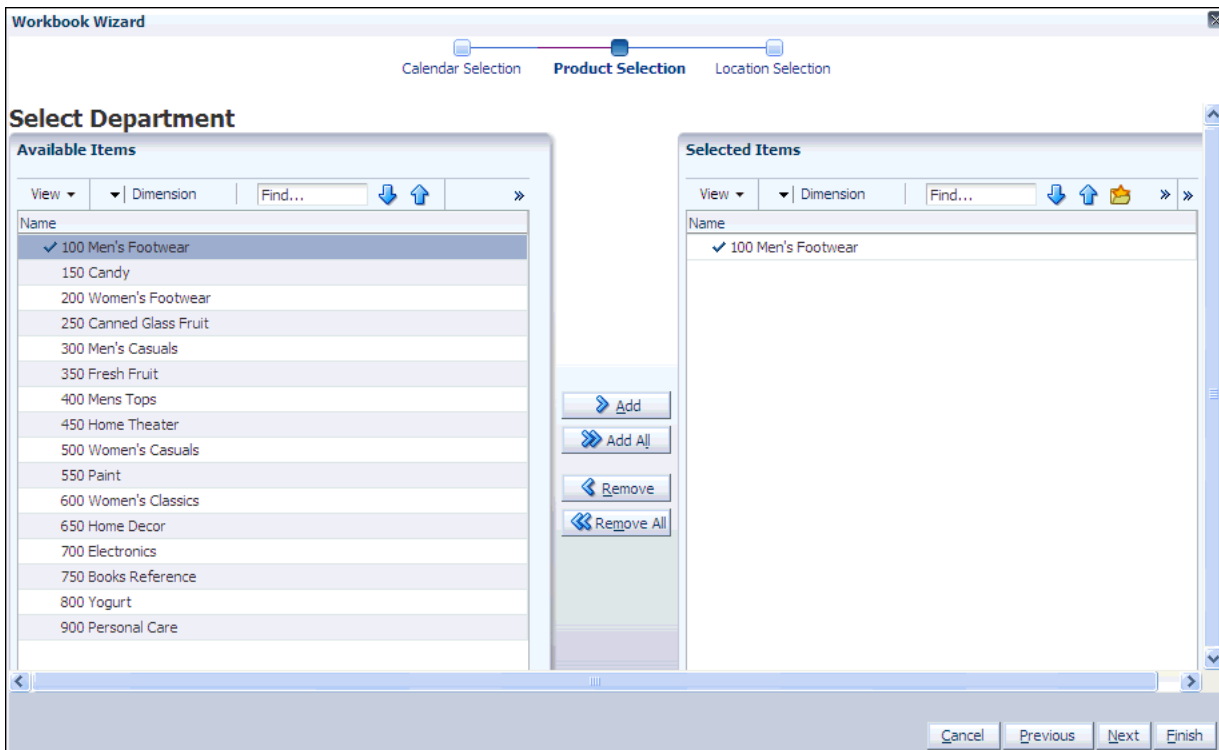 Workbook Wizard
Calendar Selection Product Selection Location Selection
Select Department
Available Items
View Dimension Find... »
Name
100 Men's Footwear
150 Candy
200 Women's Footwear
250 Canned Glass Fruit
300 Men's Casuals
350 Fresh Fruit
400 Mens Tops
450 Home Theater
500 Women's Casuals
550 Paint
600 Women's Classics
650 Home Decor
700 Electronics
750 Books Reference
800 Yogurt
900 Personal Care
Add
Add All
Remove
Remove All
Selected Items
View Dimension Find... » »
Name
100 Men's Footwear
Cancel Previous Next Finish